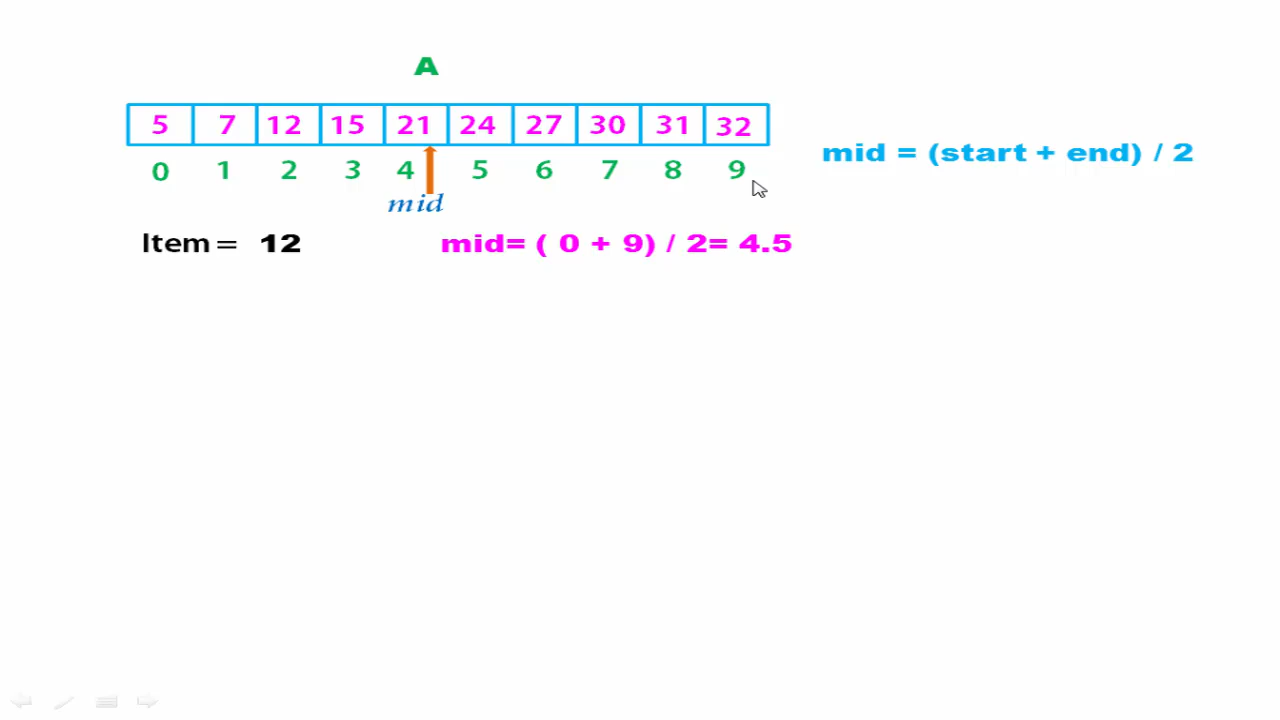 A
5 7 12 15 21 24 27 30 31 32
0 1 2 3 4 5 6 7 8 9
mid = (start + end) / 2
mid
Item = 12
mid= ( 0 + 9) / 2= 4.5